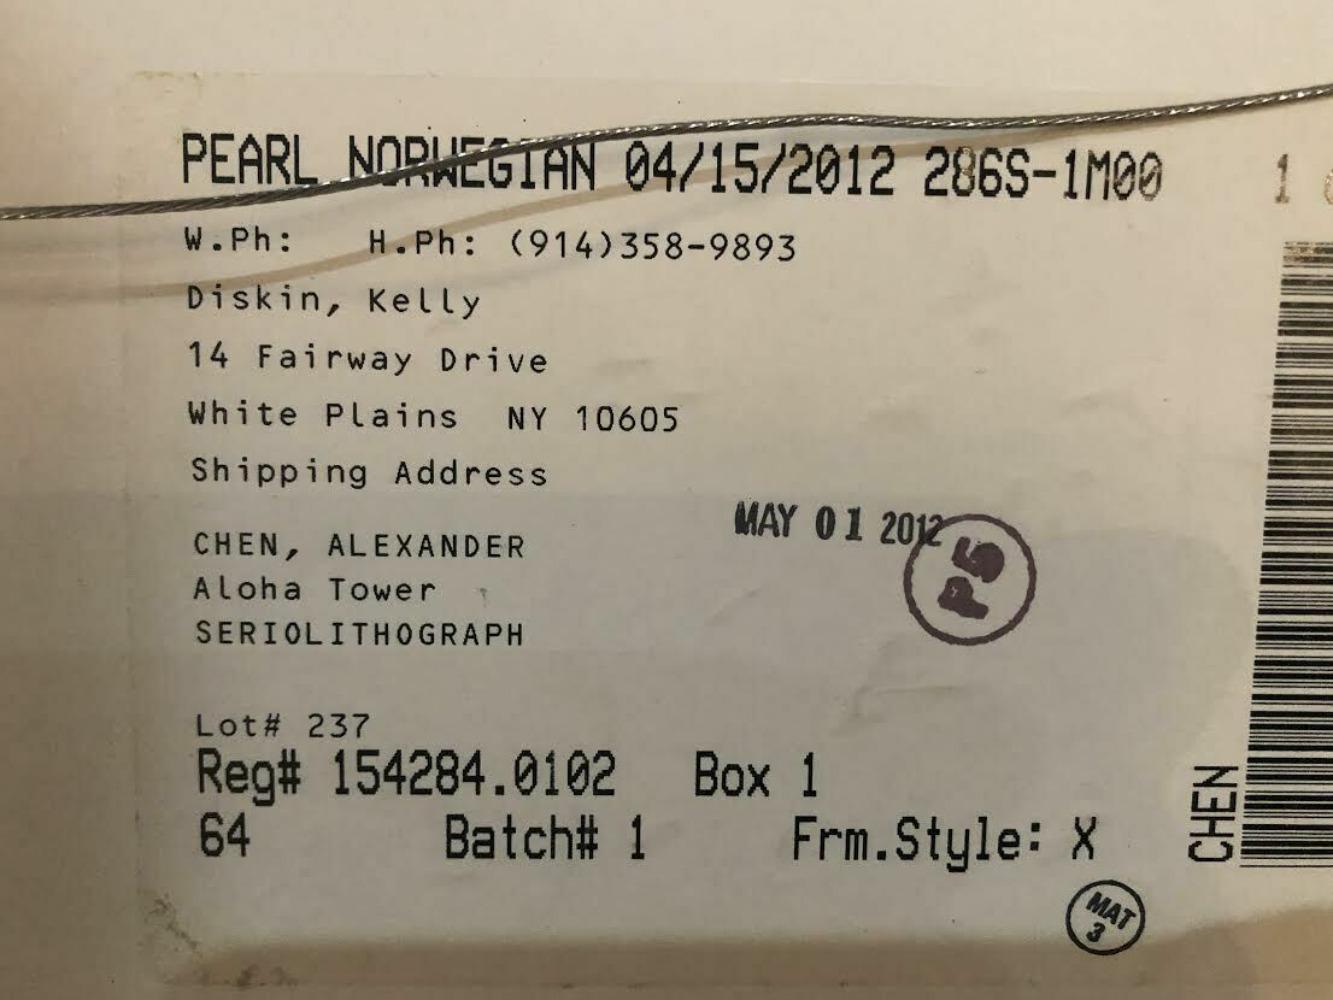 PEARL NORWEGIAN 04/15/2012 286S-1M00 1
W.Ph: H.Ph: (914)358-9893
Diskin, Kelly
14 Fairway Drive
White Plains NY 10605
Shipping Address
MAY 01 2012
P5
CHEN, ALEXANDER
Aloha Tower
SERIOLITHOGRAPH
Lot# 237
Reg# 154284.0102 Box 1
64 Batch# 1 Frm.Style: X
CHEN
MAT
3